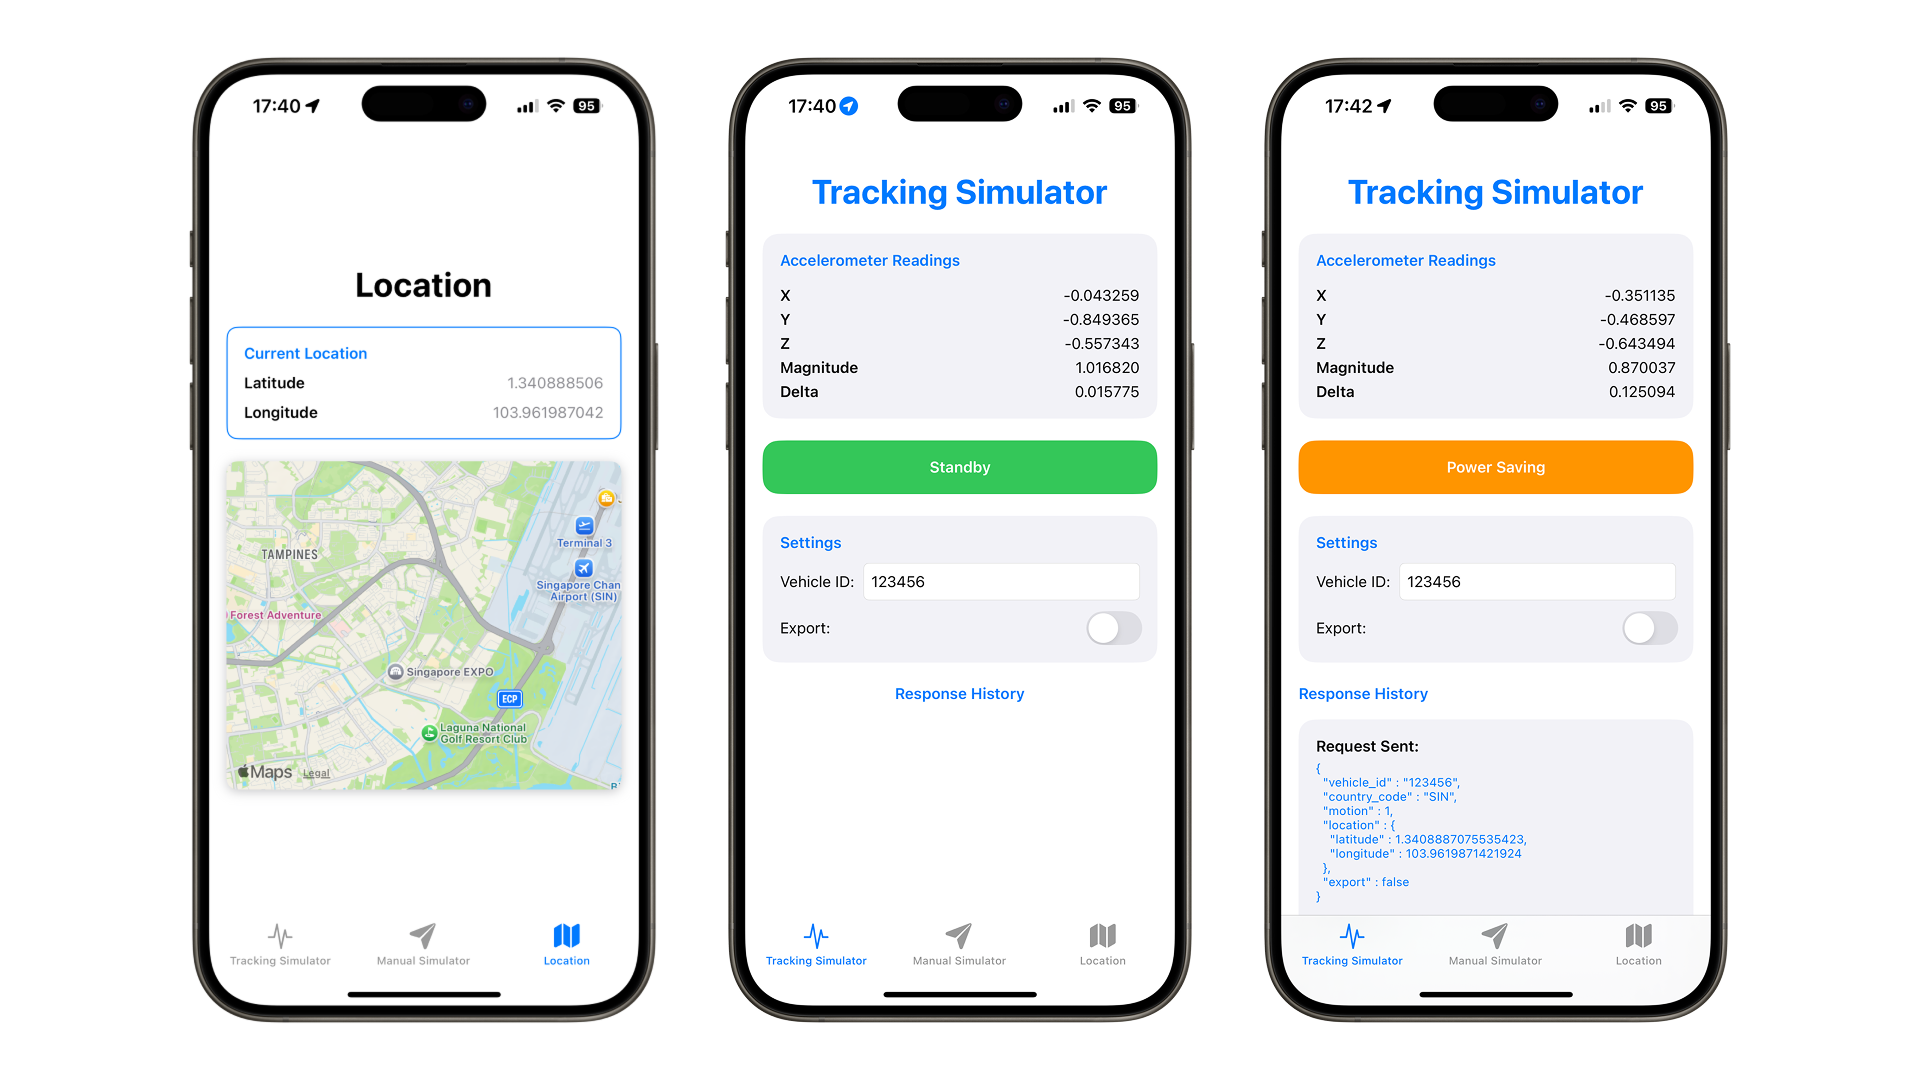 17:40
95
Location
Current Location
Latitude 1.340888506
Longitude 103.961987042
TAMPINES
Terminal 3
Singapore Chan
Airport (SIN)
Forest Adventure
Singapore EXPO
ECP
Laguna National
Golf Resort Club
Maps Legal
Tracking Simulator Manual Simulator Location
17:40
95
Tracking Simulator
Accelerometer Readings
X -0.043259
Y -0.849365
Z -0.557343
Magnitude 1.016820
Delta 0.015775
Standby
Settings
Vehicle ID: 123456
Export:
Response History
Tracking Simulator Manual Simulator Location
17:42
95
Tracking Simulator
Accelerometer Readings
X -0.351135
Y -0.468597
Z -0.643494
Magnitude 0.870037
Delta 0.125094
Power Saving
Settings
Vehicle ID: 123456
Export:
Response History
Request Sent:
{
"vehicle_id" : "123456",
"country_code" : "SIN",
"motion" : 1,
"location" : {
"latitude" : 1.3408887075535423,
"longitude" : 103.9619871421924
},
"export" : false
}
Tracking Simulator Manual Simulator Location